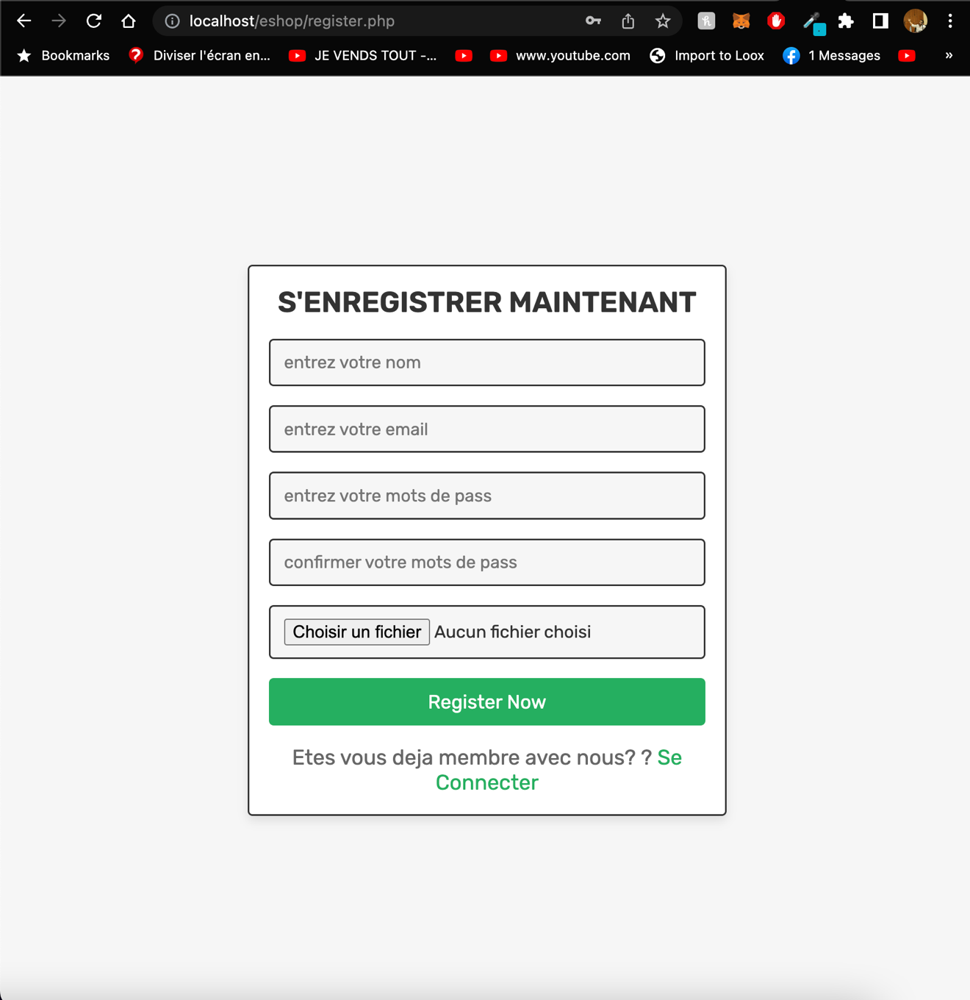 localhost/eshop/register.php
Bookmarks Diviser l'écran en... JE VENDS TOUT -... www.youtube.com Import to Loox 1 Messages »
S'ENREGISTRER MAINTENANT
entrez votre nom
entrez votre email
entrez votre mots de pass
confirmer votre mots de pass
Choisir un fichier Aucun fichier choisi
Register Now
Etes vous deja membre avec nous? ? Se
Connecter